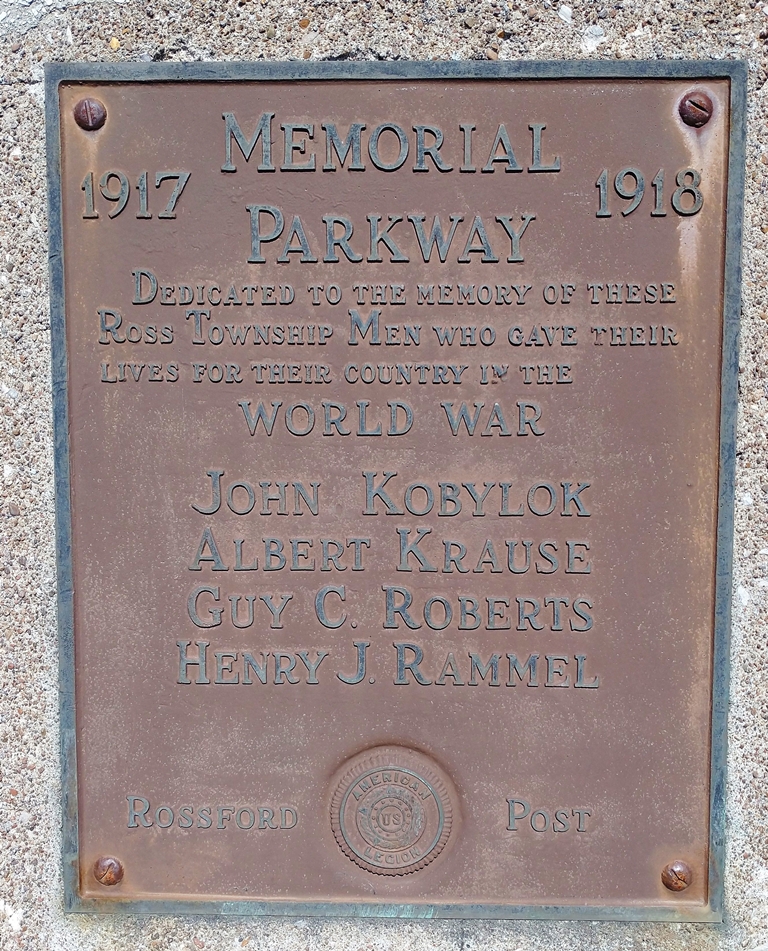 MEMORIAL
1917 1918
PARKWAY
DEDICATED TO THE MEMORY OF THESE
ROSS TOWNSHIP MEN WHO GAVE THEIR
LIVES FOR THEIR COUNTRY IN THE
WORLD WAR
JOHN KOBYLOK
ALBERT KRAUSE
GUY C. ROBERTS
HENRY J. RAMMEL
AMERICAN
US
LEGION
ROSSFORD POST